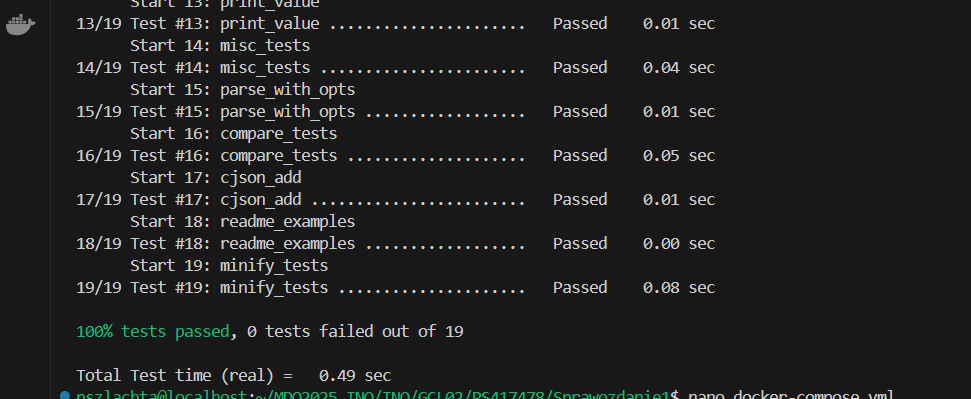 Start 13: print_value
13/19 Test #13: print_value ...................... Passed 0.01 sec
Start 14: misc_tests
14/19 Test #14: misc_tests ....................... Passed 0.04 sec
Start 15: parse_with_opts
15/19 Test #15: parse_with_opts .................. Passed 0.01 sec
Start 16: compare_tests
16/19 Test #16: compare_tests .................... Passed 0.05 sec
Start 17: cjson_add
17/19 Test #17: cjson_add ........................ Passed 0.01 sec
Start 18: readme_examples
18/19 Test #18: readme_examples .................. Passed 0.00 sec
Start 19: minify_tests
19/19 Test #19: minify_tests ..................... Passed 0.08 sec
100% tests passed, 0 tests failed out of 19
Total Test time (real) = 0.49 sec
pszlachta@localhost:~/MDO2025_INO/INO/GCL02/PS417478/Sprawozdanie1$ nano docker-compose.yml